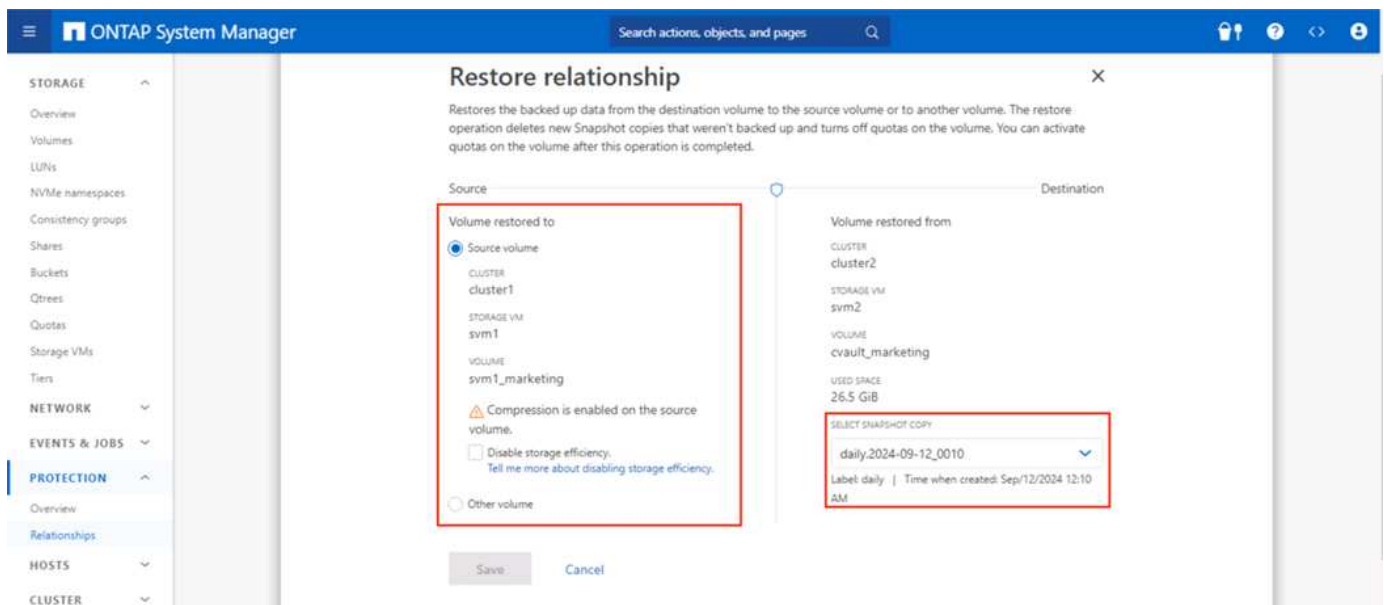 ONTAP System Manager
Search actions, objects, and pages
STORAGE
Overview
Volumes
LUNs
NVMe namespaces
Consistency groups
Shares
Buckets
Qtrees
Quotas
Storage VMs
Tiers
NETWORK
EVENTS & JOBS
PROTECTION
Overview
Relationships
HOSTS
CLUSTER
Restore relationship
Restores the backed up data from the destination volume to the source volume or to another volume. The restore
operation deletes new Snapshot copies that weren't backed up and turns off quotas on the volume. You can activate
quotas on the volume after this operation is completed.
Source
Destination
Volume restored to
Source volume
CLUSTER
cluster1
STORAGE VM
svm1
VOLUME
svm1_marketing
Compression is enabled on the source
volume.
Disable storage efficiency.
Tell me more about disabling storage efficiency.
Other volume
Volume restored from
CLUSTER
cluster2
STORAGE VM
svm2
VOLUME
cvault_marketing
USED SPACE
26.5 GiB
SELECT SNAPSHOT COPY
daily.2024-09-12_0010
Label: daily | Time when created: Sep/12/2024 12:10
AM
Save
Cancel